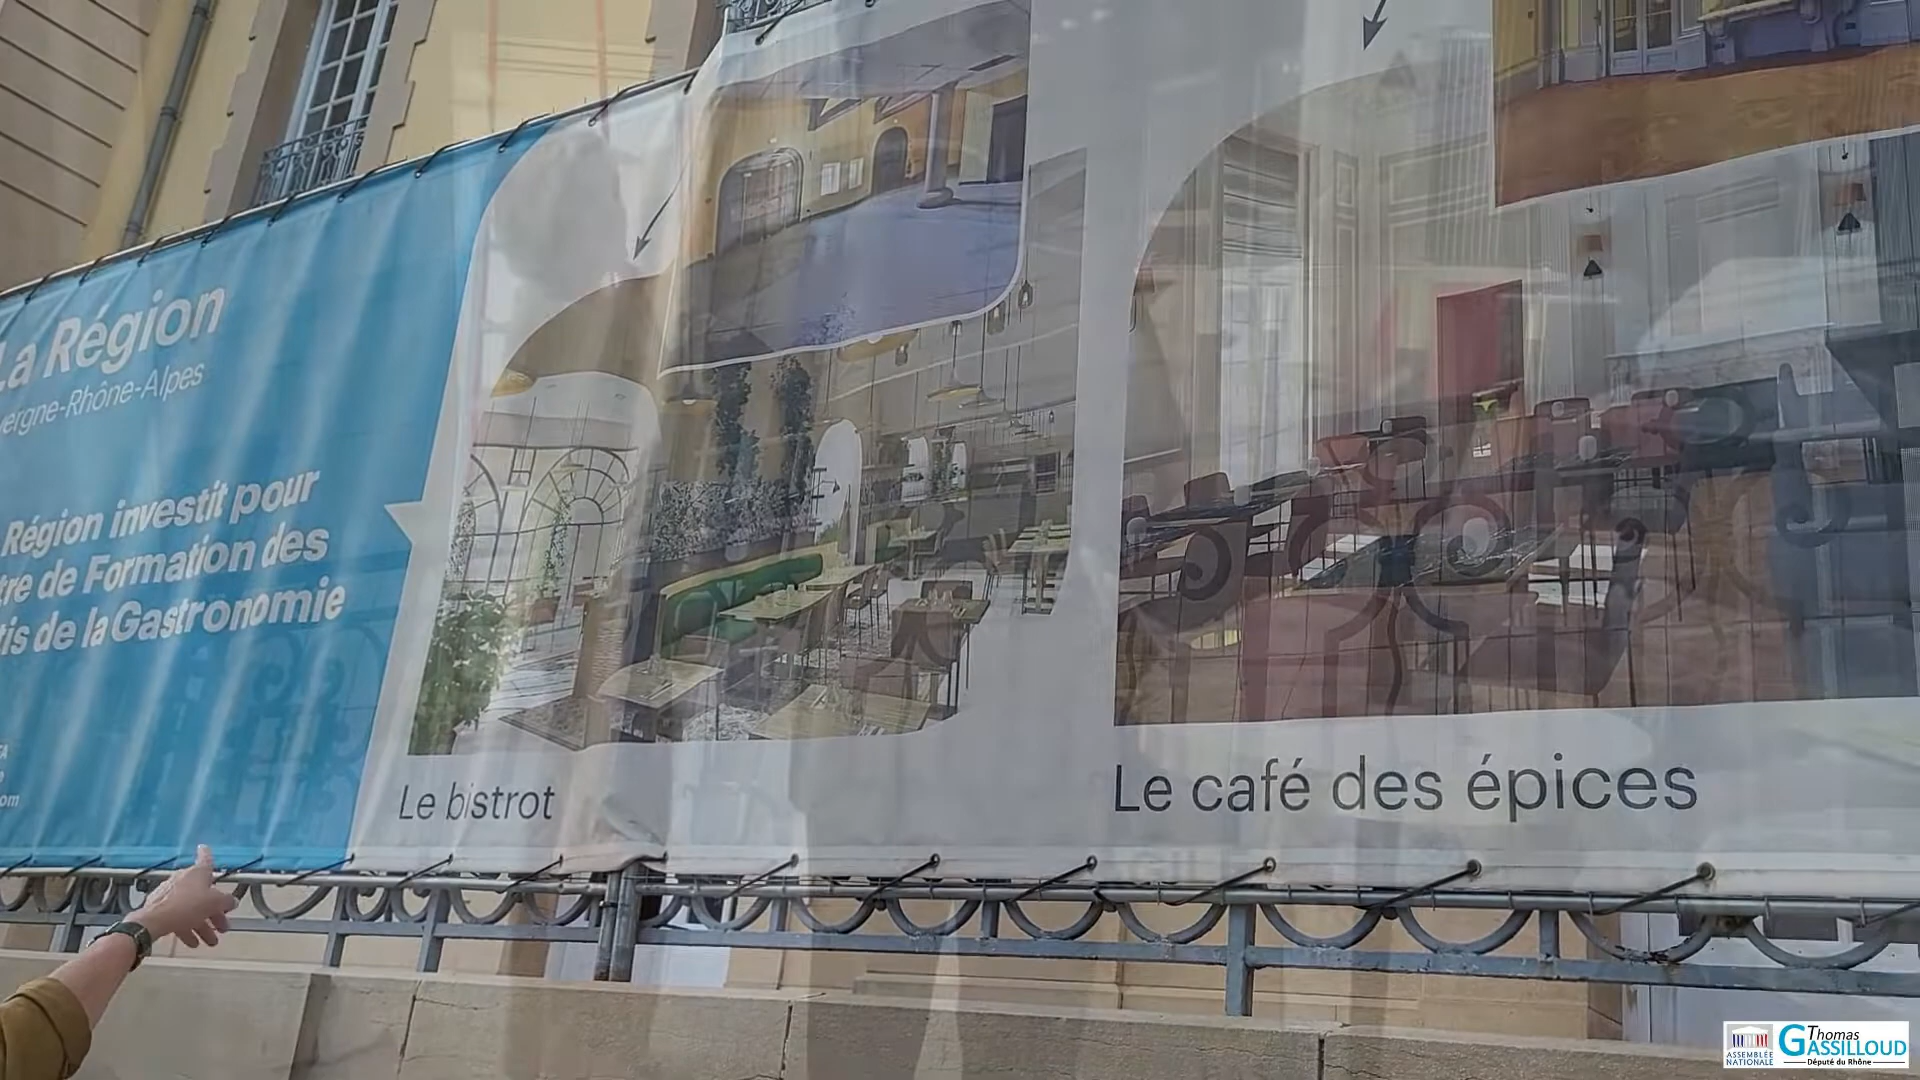 La Région
vergne-Rhône-Alpes
Région investit pour
tre de Formation des
tis de la Gastronomie
om
Le bistrot
Le café des épices
ASSEMBLÉE
NATIONALE
Thomas
GASSILLOUD
Député du Rhône